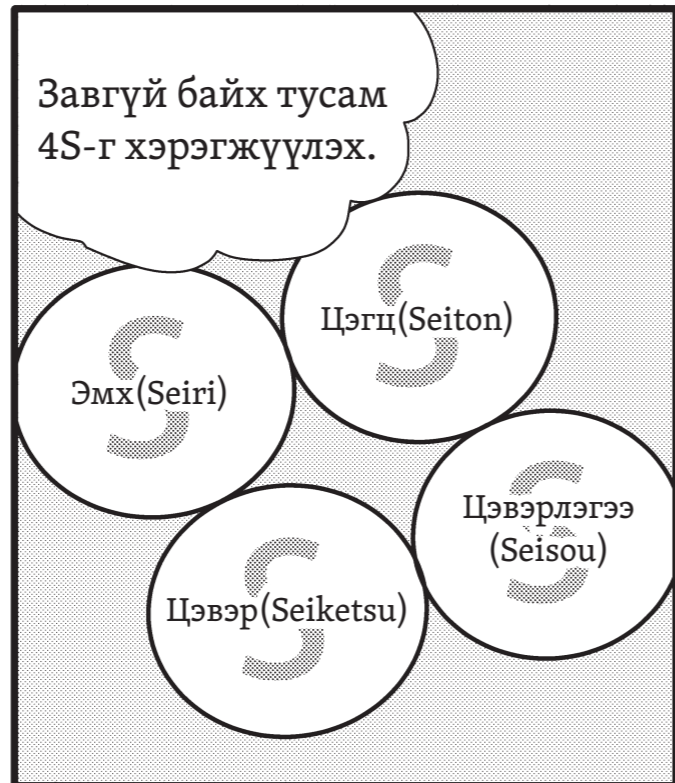 Завгүй байх тусам
4S-г хэрэгжүүлэх.
Цэгц(Seiton)
Эмх(Seiri)
Цэвэрлэгээ
(Seisou)
Цэвэр(Seiketsu)